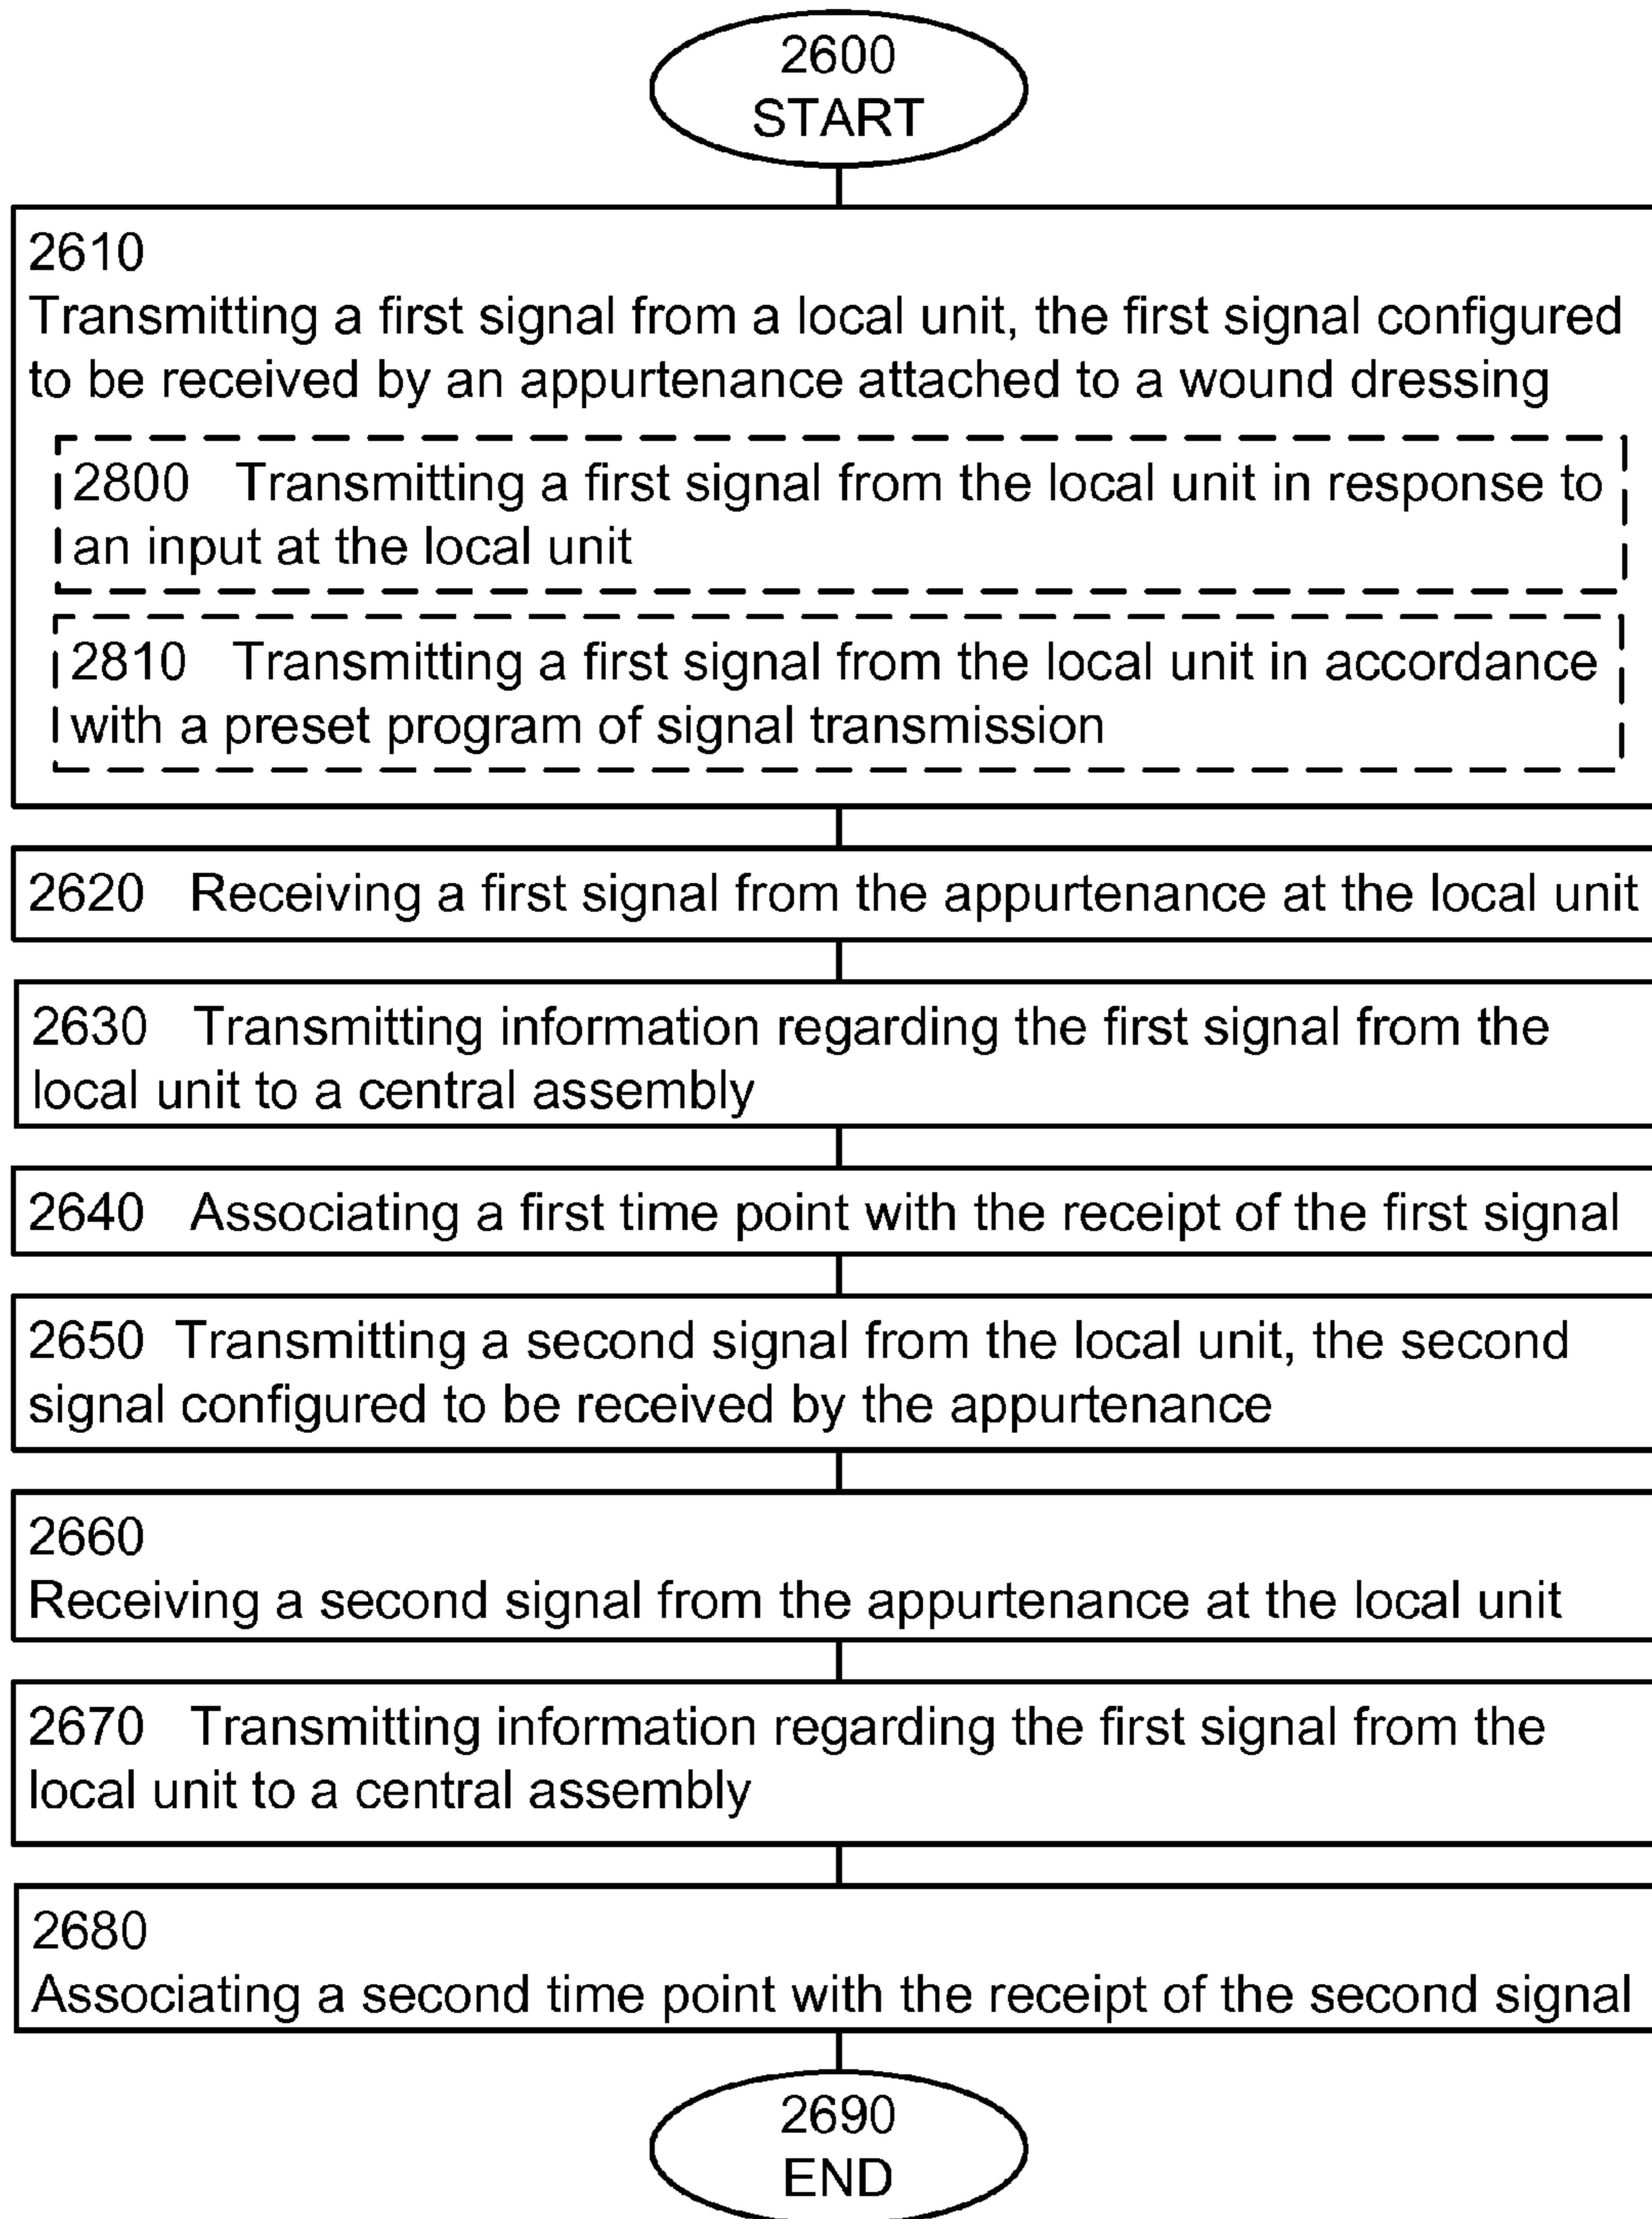 2600
START
2610
Transmitting a first signal from a local unit, the first signal configured
to be received by an appurtenance attached to a wound dressing
2800 Transmitting a first signal from the local unit in response to
an input at the local unit
2810 Transmitting a first signal from the local unit in accordance
with a preset program of signal transmission
2620 Receiving a first signal from the appurtenance at the local unit
2630 Transmitting information regarding the first signal from the
local unit to a central assembly
2640 Associating a first time point with the receipt of the first signal
2650 Transmitting a second signal from the local unit, the second
signal configured to be received by the appurtenance
2660
Receiving a second signal from the appurtenance at the local unit
2670 Transmitting information regarding the first signal from the
local unit to a central assembly
2680
Associating a second time point with the receipt of the second signal
2690
END